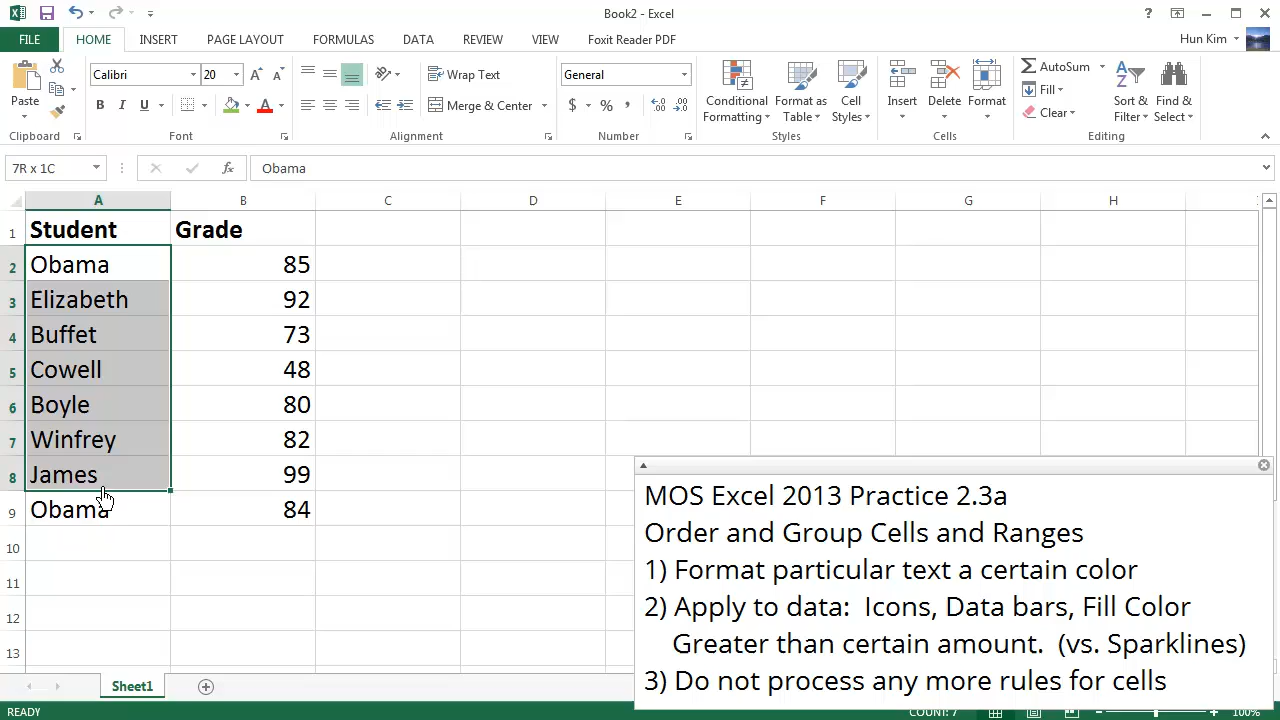 Book2 - Excel
FILE HOME INSERT PAGE LAYOUT FORMULAS DATA REVIEW VIEW Foxit Reader PDF Hun Kim
Paste Calibri 20 Wrap Text General Conditional Formatting Format as Table Cell Styles Insert Delete Format AutoSum Sort & Filter Find & Select
B I U A Merge & Center $ % , Fill Clear
Clipboard Font Alignment Number Styles Cells Editing
7R x 1C fx Obama
A B C D E F G H
1 Student Grade
2 Obama 85
3 Elizabeth 92
4 Buffet 73
5 Cowell 48
6 Boyle 80
7 Winfrey 82
8 James 99
9 Obama 84
10
11
12
13
MOS Excel 2013 Practice 2.3a
Order and Group Cells and Ranges
1) Format particular text a certain color
2) Apply to data: Icons, Data bars, Fill Color
Greater than certain amount. (vs. Sparklines)
3) Do not process any more rules for cells
Sheet1
READY COUNT: 7 100%